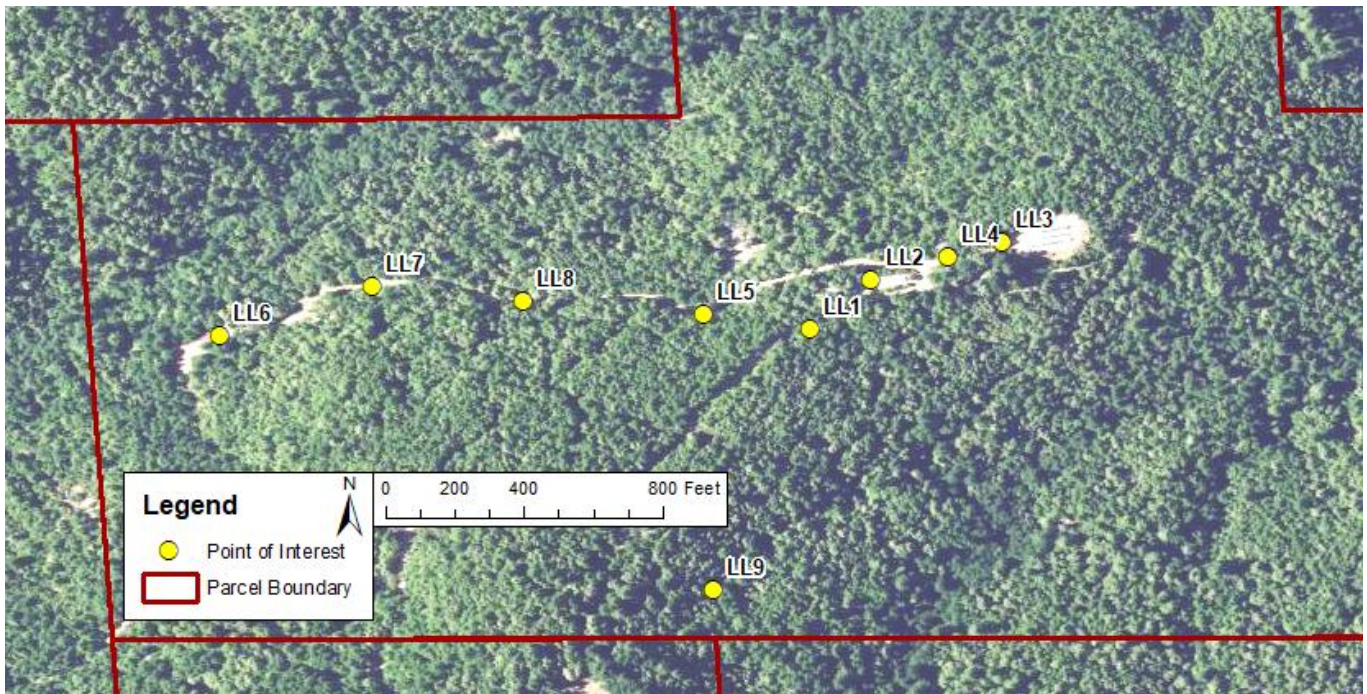 LL3
LL4
LL2
LL7
LL8
LL5
LL1
LL6
Legend
N
0 200 400 800 Feet
Point of Interest
Parcel Boundary
LL9